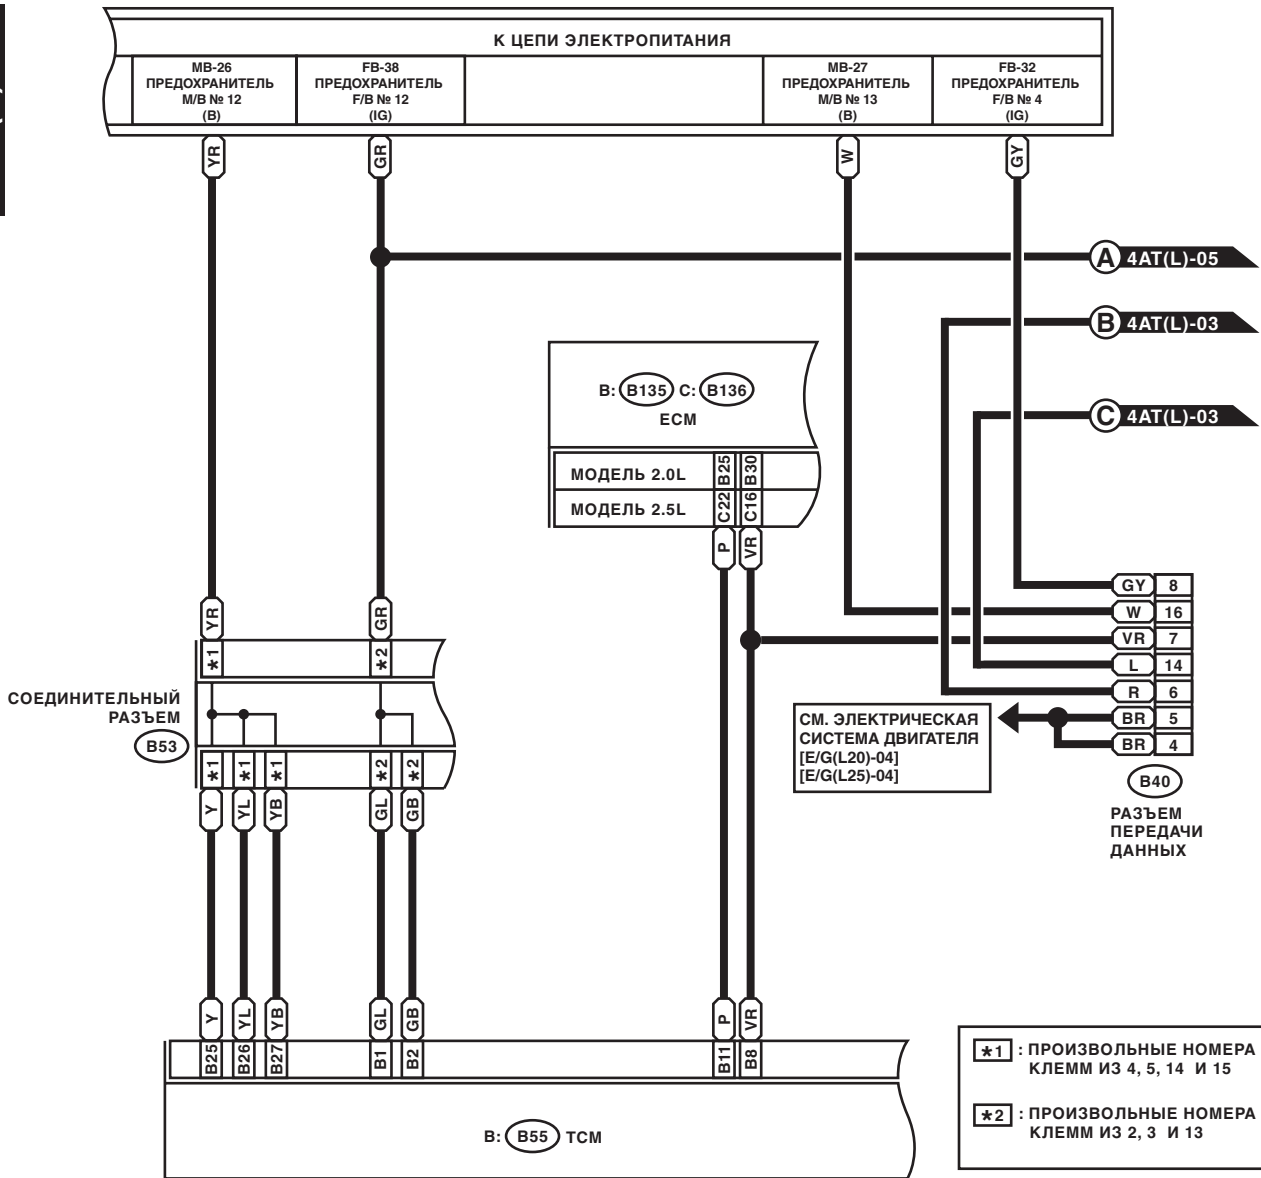 К ЦЕПИ ЭЛЕКТРОПИТАНИЯ
MB-26
ПРЕДОХРАНИТЕЛЬ
M/B № 12
(B)
FB-38
ПРЕДОХРАНИТЕЛЬ
F/B № 12
(IG)
MB-27
ПРЕДОХРАНИТЕЛЬ
M/B № 13
(B)
FB-32
ПРЕДОХРАНИТЕЛЬ
F/B № 4
(IG)
YR
GR
W
GY
A 4AT(L)-05
B 4AT(L)-03
C 4AT(L)-03
B: B135 C: B136
ECM
МОДЕЛЬ 2.0L B25 B30
МОДЕЛЬ 2.5L C22 C16
P VR
GY 8
W 16
VR 7
L 14
R 6
BR 5
BR 4
B40
РАЗЪЕМ
ПЕРЕДАЧИ
ДАННЫХ
YR GR
*1 *2
СОЕДИНИТЕЛЬНЫЙ
РАЗЪЕМ
B53
*1 *1 *1 *2 *2
Y YL YB GL GB
СМ. ЭЛЕКТРИЧЕСКАЯ
СИСТЕМА ДВИГАТЕЛЯ
[E/G(L20)-04]
[E/G(L25)-04]
Y YL YB GL GB P VR
B25 B26 B27 B1 B2 B11 B8
B: B55 TCM
*1 : ПРОИЗВОЛЬНЫЕ НОМЕРА
КЛЕММ ИЗ 4, 5, 14 И 15
*2 : ПРОИЗВОЛЬНЫЕ НОМЕРА
КЛЕММ ИЗ 2, 3 И 13